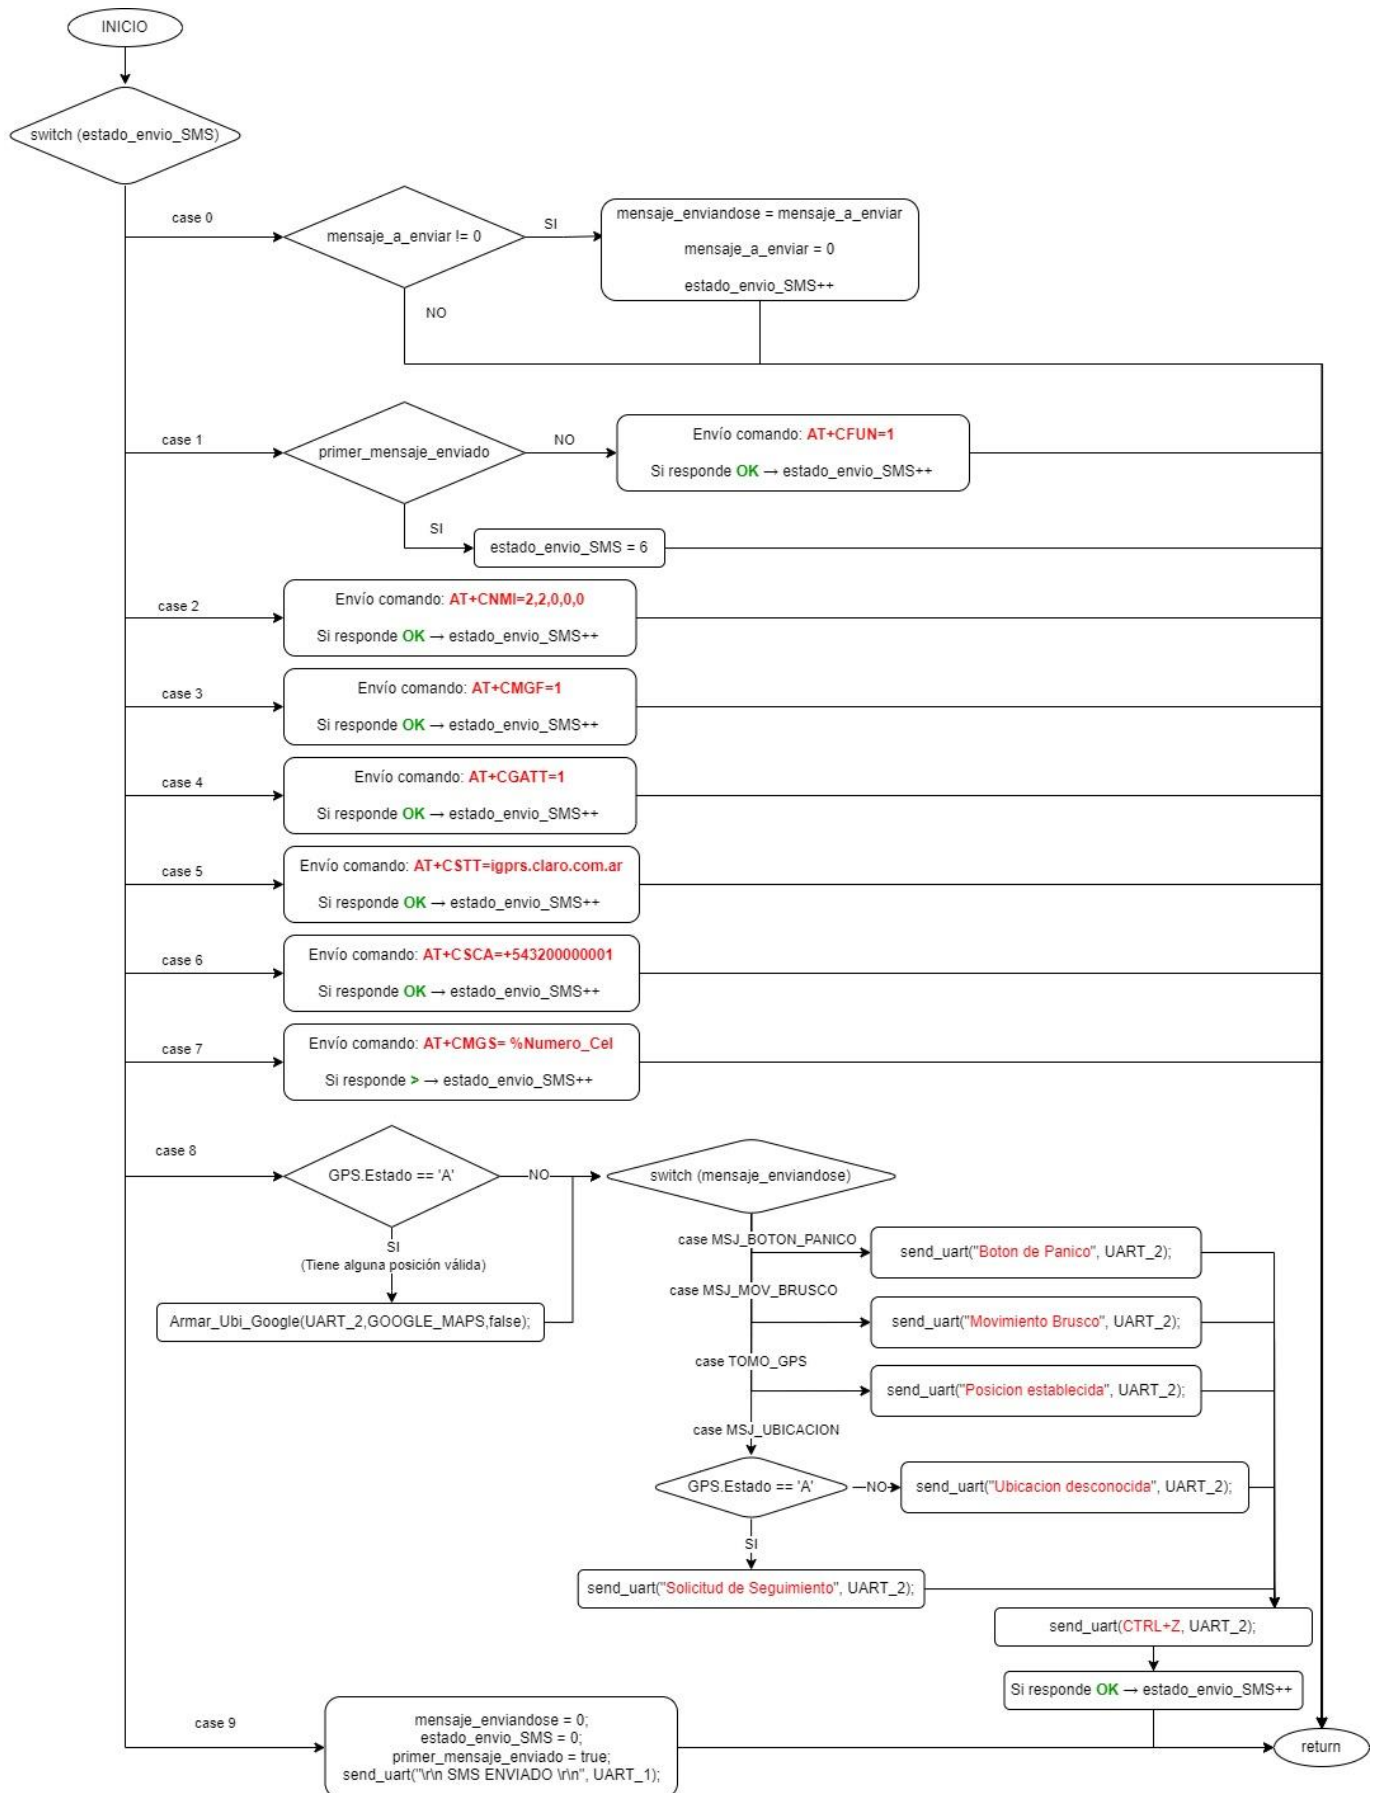 INICIO
switch (estado_envio_SMS)
case 0
mensaje_a_enviar != 0
SI
mensaje_enviandose = mensaje_a_enviar
mensaje_a_enviar = 0
estado_envio_SMS++
NO
case 1
primer_mensaje_enviado
NO
Envío comando: AT+CFUN=1
Si responde OK → estado_envio_SMS++
SI
estado_envio_SMS = 6
case 2
Envío comando: AT+CNMI=2,2,0,0,0
Si responde OK → estado_envio_SMS++
case 3
Envío comando: AT+CMGF=1
Si responde OK → estado_envio_SMS++
case 4
Envío comando: AT+CGATT=1
Si responde OK → estado_envio_SMS++
case 5
Envío comando: AT+CSTT=igprs.claro.com.ar
Si responde OK → estado_envio_SMS++
case 6
Envío comando: AT+CSCA=+543200000001
Si responde OK → estado_envio_SMS++
case 7
Envío comando: AT+CMGS= %Numero_Cel
Si responde > → estado_envio_SMS++
case 8
GPS.Estado == 'A'
NO
switch (mensaje_enviandose)
SI
(Tiene alguna posición válida)
Armar_Ubi_Google(UART_2,GOOGLE_MAPS,false);
case MSJ_BOTON_PANICO
send_uart("Boton de Panico", UART_2);
case MSJ_MOV_BRUSCO
send_uart("Movimiento Brusco", UART_2);
case TOMO_GPS
send_uart("Posicion establecida", UART_2);
case MSJ_UBICACION
GPS.Estado == 'A'
NO
send_uart("Ubicacion desconocida", UART_2);
SI
send_uart("Solicitud de Seguimiento", UART_2);
send_uart(CTRL+Z, UART_2);
Si responde OK → estado_envio_SMS++
case 9
mensaje_enviandose = 0;
estado_envio_SMS = 0;
primer_mensaje_enviado = true;
send_uart("\r\n SMS ENVIADO \r\n", UART_1);
return